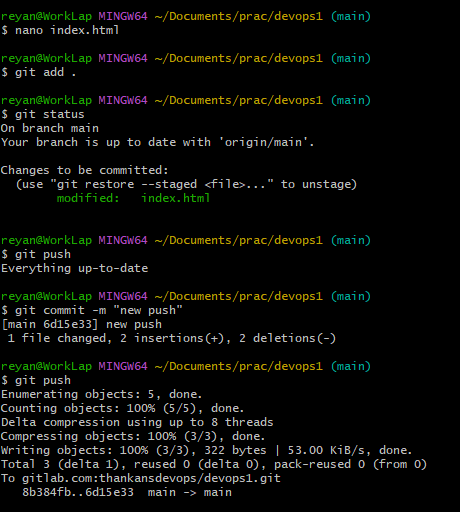 reyan@WorkLap MINGW64 ~/Documents/prac/devops1 (main)
$ nano index.html
reyan@WorkLap MINGW64 ~/Documents/prac/devops1 (main)
$ git add .
reyan@WorkLap MINGW64 ~/Documents/prac/devops1 (main)
$ git status
On branch main
Your branch is up to date with 'origin/main'.
Changes to be committed:
  (use "git restore --staged <file>..." to unstage)
        modified:   index.html
reyan@WorkLap MINGW64 ~/Documents/prac/devops1 (main)
$ git push
Everything up-to-date
reyan@WorkLap MINGW64 ~/Documents/prac/devops1 (main)
$ git commit -m "new push"
[main 6d15e33] new push
 1 file changed, 2 insertions(+), 2 deletions(-)
reyan@WorkLap MINGW64 ~/Documents/prac/devops1 (main)
$ git push
Enumerating objects: 5, done.
Counting objects: 100% (5/5), done.
Delta compression using up to 8 threads
Compressing objects: 100% (3/3), done.
Writing objects: 100% (3/3), 322 bytes | 53.00 KiB/s, done.
Total 3 (delta 1), reused 0 (delta 0), pack-reused 0 (from 0)
To gitlab.com:thankansdevops/devops1.git
   8b384fb..6d15e33  main -> main